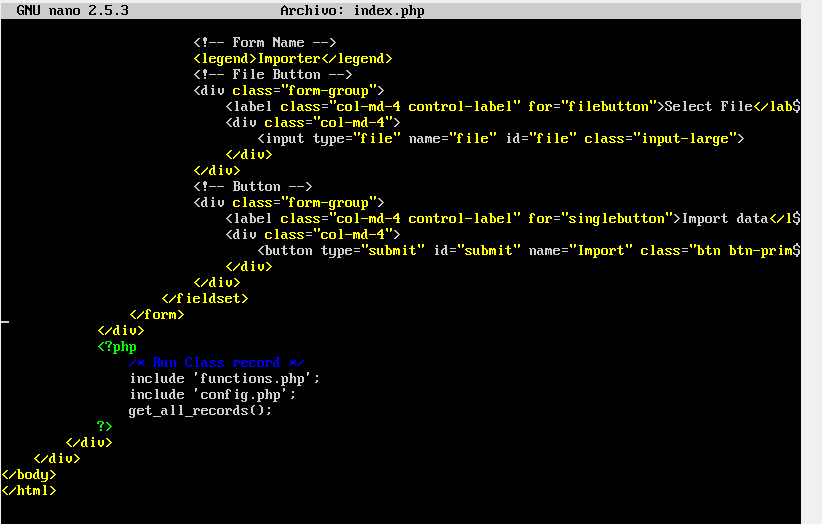 GNU nano 2.5.3 Archivo: index.php
<!-- Form Name -->
<legend>Importer</legend>
<!-- File Button -->
<div class="form-group">
<label class="col-md-4 control-label" for="filebutton">Select File</lab$
<div class="col-md-4">
<input type="file" name="file" id="file" class="input-large">
</div>
</div>
<!-- Button -->
<div class="form-group">
<label class="col-md-4 control-label" for="singlebutton">Import data</l$
<div class="col-md-4">
<button type="submit" id="submit" name="Import" class="btn btn-prim$
</div>
</div>
</fieldset>
</form>
</div>
<?php
/* Run Class record */
include 'functions.php';
include 'config.php';
get_all_records();
?>
</div>
</div>
</body>
</html>